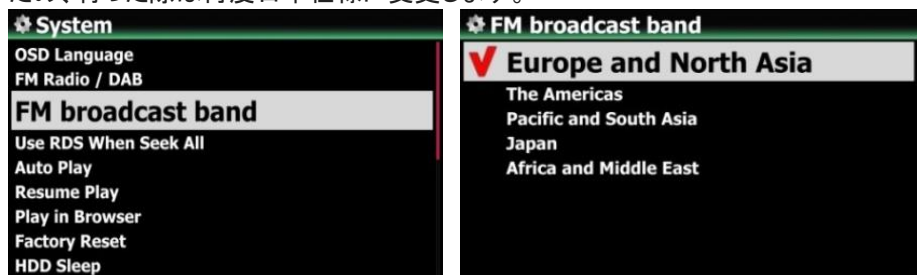 System
OSD Language
FM Radio / DAB
FM broadcast band
Use RDS When Seek All
Auto Play
Resume Play
Play in Browser
Factory Reset
HDD Sleep
FM broadcast band
Europe and North Asia
The Americas
Pacific and South Asia
Japan
Africa and Middle East